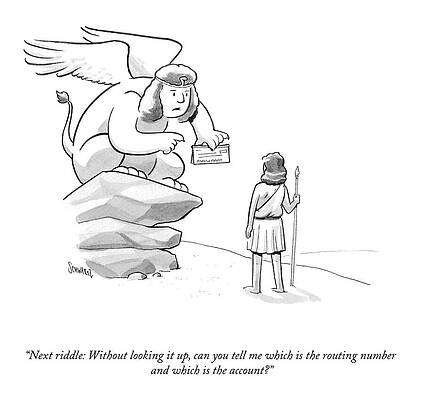 SCHWARTZ
“Next riddle: Without looking it up, can you tell me which is the routing number
and which is the account?”